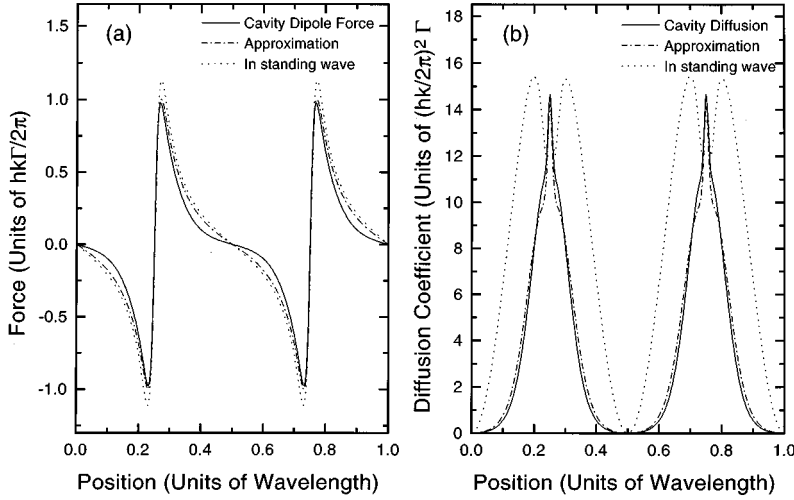 (a)
Cavity Dipole Force
Approximation
In standing wave
Force (Units of hkΓ/2π)
1.5
1.0
0.5
0.0
-0.5
-1.0
0.0 0.2 0.4 0.6 0.8 1.0
Position (Units of Wavelength)
(b)
Cavity Diffusion
Approximation
In standing wave
Diffusion Coefficient (Units of (hk/2π)² Γ
18
16
14
12
10
8
6
4
2
0
0.0 0.2 0.4 0.6 0.8 1.0
Position (Units of Wavelength)